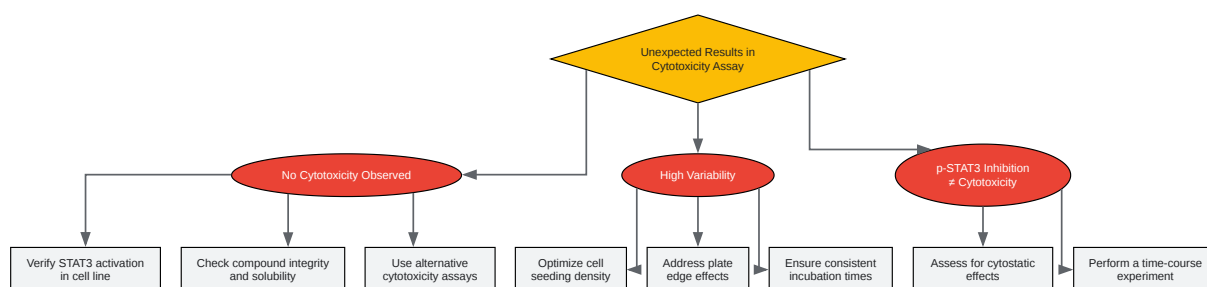 Unexpected Results in
Cytotoxicity Assay
No Cytotoxicity Observed
High Variability
p-STAT3 Inhibition
≠ Cytotoxicity
Verify STAT3 activation
in cell line
Check compound integrity
and solubility
Use alternative
cytotoxicity assays
Optimize cell
seeding density
Address plate
edge effects
Ensure consistent
incubation times
Assess for cytostatic
effects
Perform a time-course
experiment